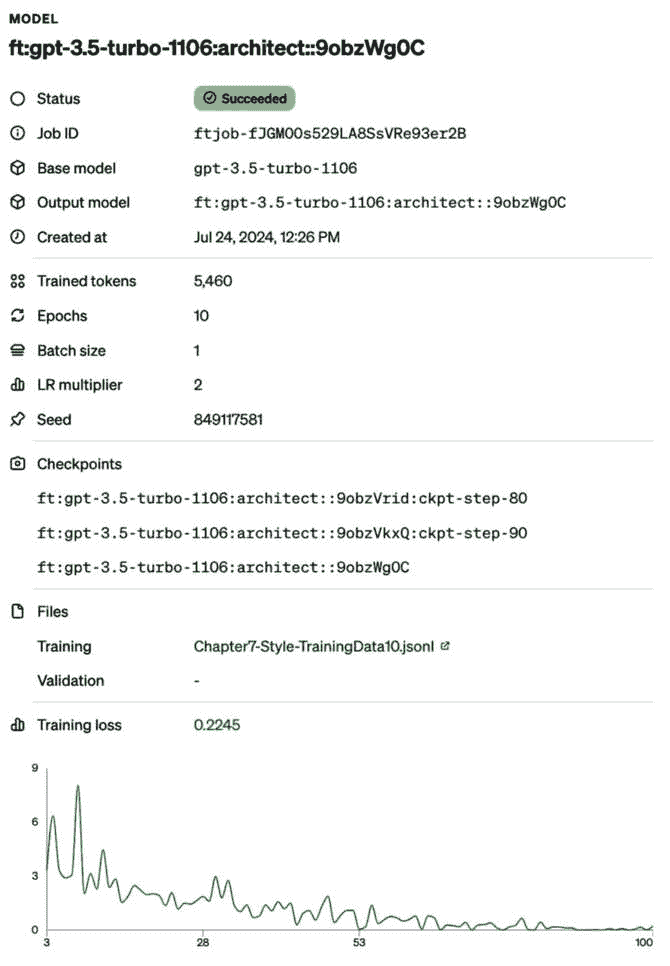 MODEL
ft:gpt-3.5-turbo-1106:architect::9obzWg0C
Status Succeeded
Job ID ftjob-fJGM0Os529LA8SsVRe93er2B
Base model gpt-3.5-turbo-1106
Output model ft:gpt-3.5-turbo-1106:architect::9obzWg0C
Created at Jul 24, 2024, 12:26 PM
Trained tokens 5,460
Epochs 10
Batch size 1
LR multiplier 2
Seed 849117581
Checkpoints
ft:gpt-3.5-turbo-1106:architect::9obzVrid:ckpt-step-80
ft:gpt-3.5-turbo-1106:architect::9obzVkxQ:ckpt-step-90
ft:gpt-3.5-turbo-1106:architect::9obzWg0C
Files
Training Chapter7-Style-TrainingData10.jsonl
Validation -
Training loss 0.2245
9
6
3
0
3 28 53 100